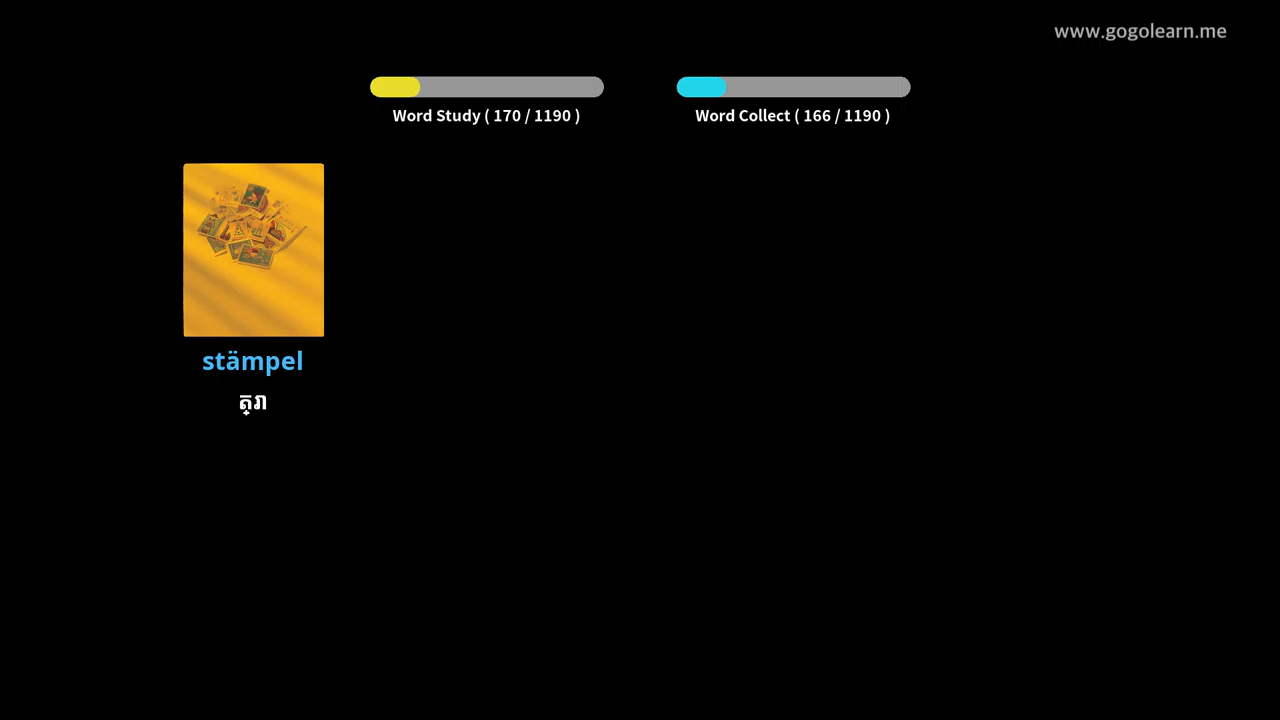 www.gogolearn.me
Word Study ( 170 / 1190 )
Word Collect ( 166 / 1190 )
stämpel
ត្រា